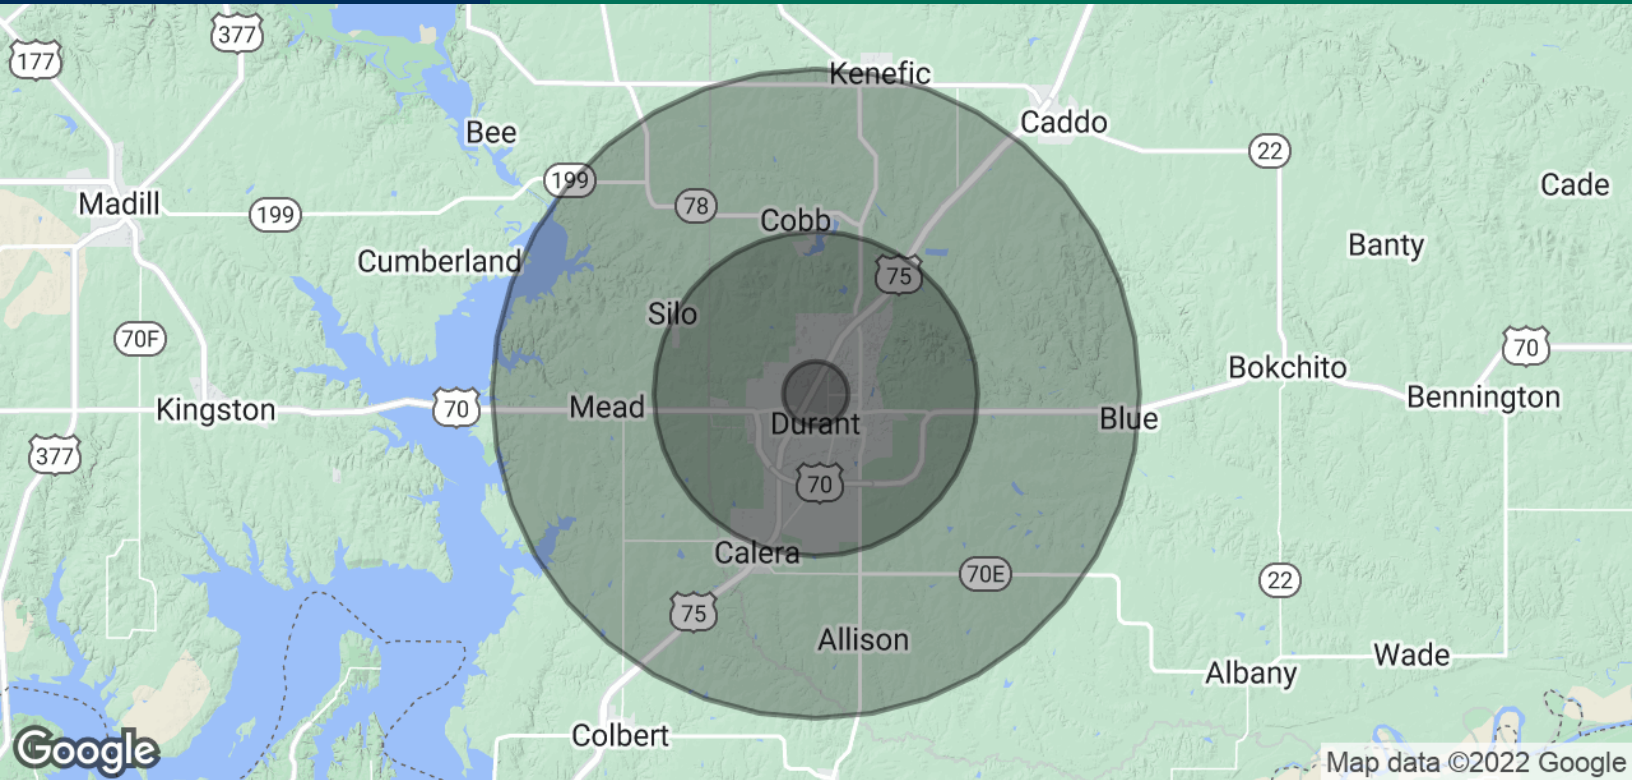 377
177
Kenefic
Caddo
Bee
22
199
Cade
Madill
78
199
Cobb
Banty
Cumberland
75
Silo
70F
70
Bokchito
Bennington
Kingston
70
Mead
Blue
Durant
377
70
Calera
70E
22
75
Allison
Wade
Albany
Colbert
Google
Map data ©2022 Google